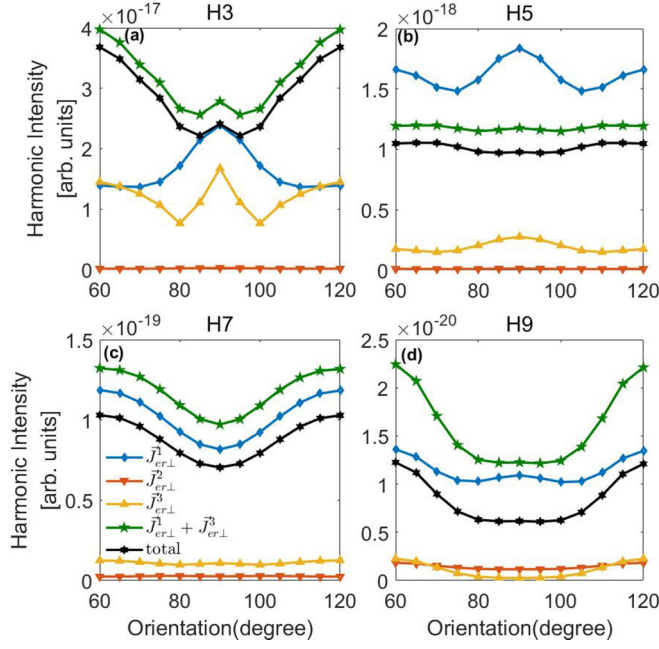 H3
H5
×10⁻¹⁷
(a)
×10⁻¹⁸
(b)
4
3
2
1
0
2
1.5
1
0.5
0
Harmonic Intensity
[arb. units]
60 80 100 120
60 80 100 120
H7
H9
×10⁻¹⁹
(c)
×10⁻²⁰
(d)
1.5
1
0.5
0
2.5
2.0
1.5
1.0
0.5
0
Harmonic Intensity
[arb. units]
J⃗¹er⊥
J⃗²er⊥
J⃗³er⊥
J⃗¹er⊥ + J⃗³er⊥
total
60 80 100 120
60 80 100 120
Orientation(degree)
Orientation(degree)